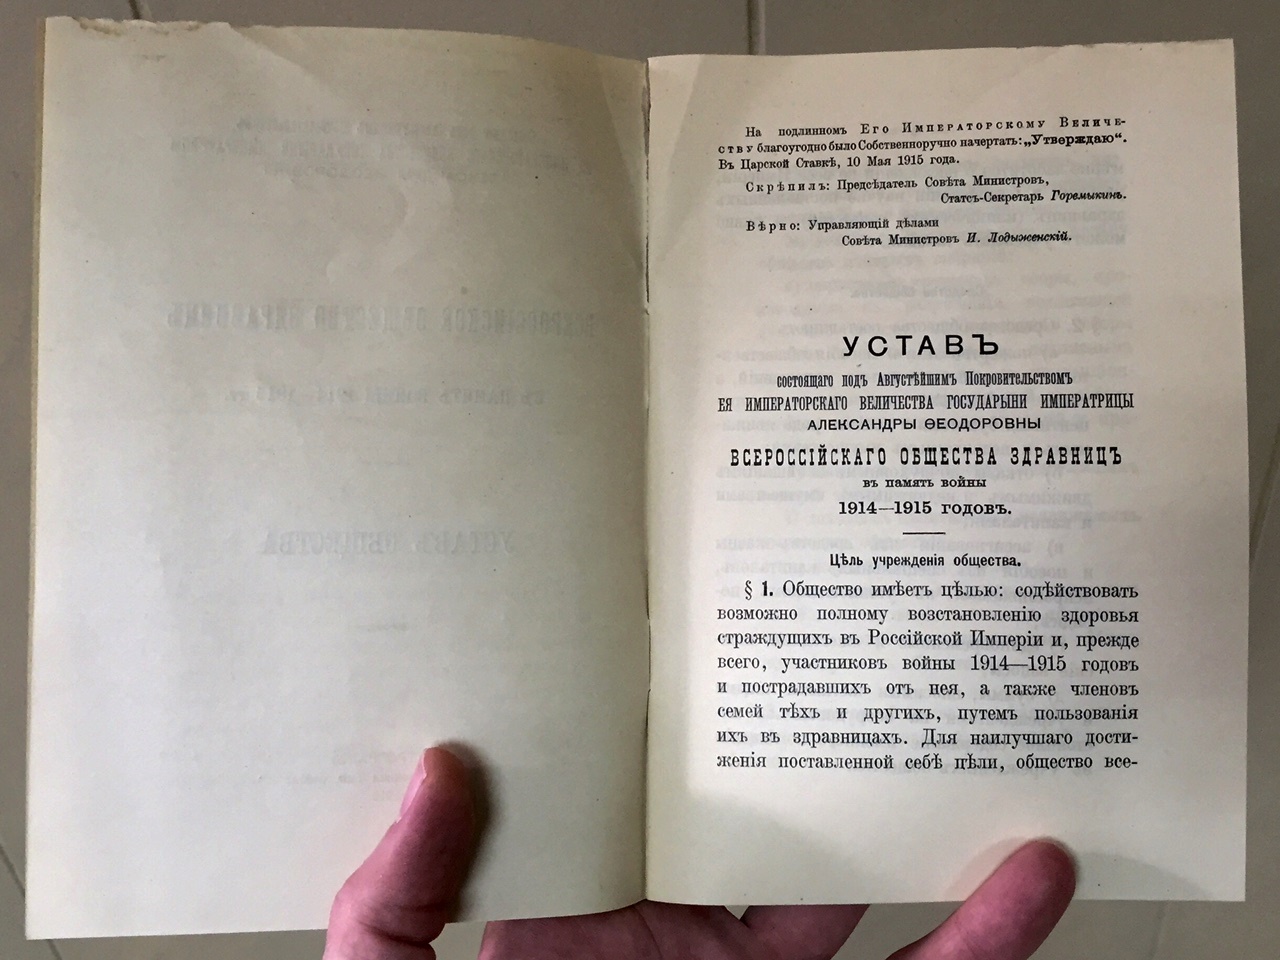 На подлинномъ Его Императорскому Величе-
ству благоугодно было Собственноручно начертать: „Утверждаю“.
Въ Царской Ставкѣ, 10 Мая 1915 года.
Скрѣпилъ: Предсѣдатель Совѣта Министровъ,
Статсъ-Секретарь Горемыкинъ.
Вѣрно: Управляющій дѣлами
Совѣта Министровъ И. Лодыженскій.
УСТАВЪ
состоящаго подъ Августѣйшимъ Покровительствомъ
ЕЯ ИМПЕРАТОРСКАГО ВЕЛИЧЕСТВА ГОСУДАРЫНИ ИМПЕРАТРИЦЫ
АЛЕКСАНДРЫ ѲЕОДОРОВНЫ
ВСЕРОССІЙСКАГО ОБЩЕСТВА ЗДРАВНИЦЪ
въ память войны
1914—1915 годовъ.
Цѣль учрежденія общества.
§ 1. Общество имѣетъ цѣлью: содѣйствовать
возможно полному возстановленію здоровья
страждущихъ въ Россійской Имперіи и, прежде
всего, участниковъ войны 1914—1915 годовъ
и пострадавшихъ отъ нея, а также членовъ
семей тѣхъ и другихъ, путемъ пользованія
ихъ въ здравницахъ. Для наилучшаго дости-
женія поставленной себѣ цѣли, общество все-